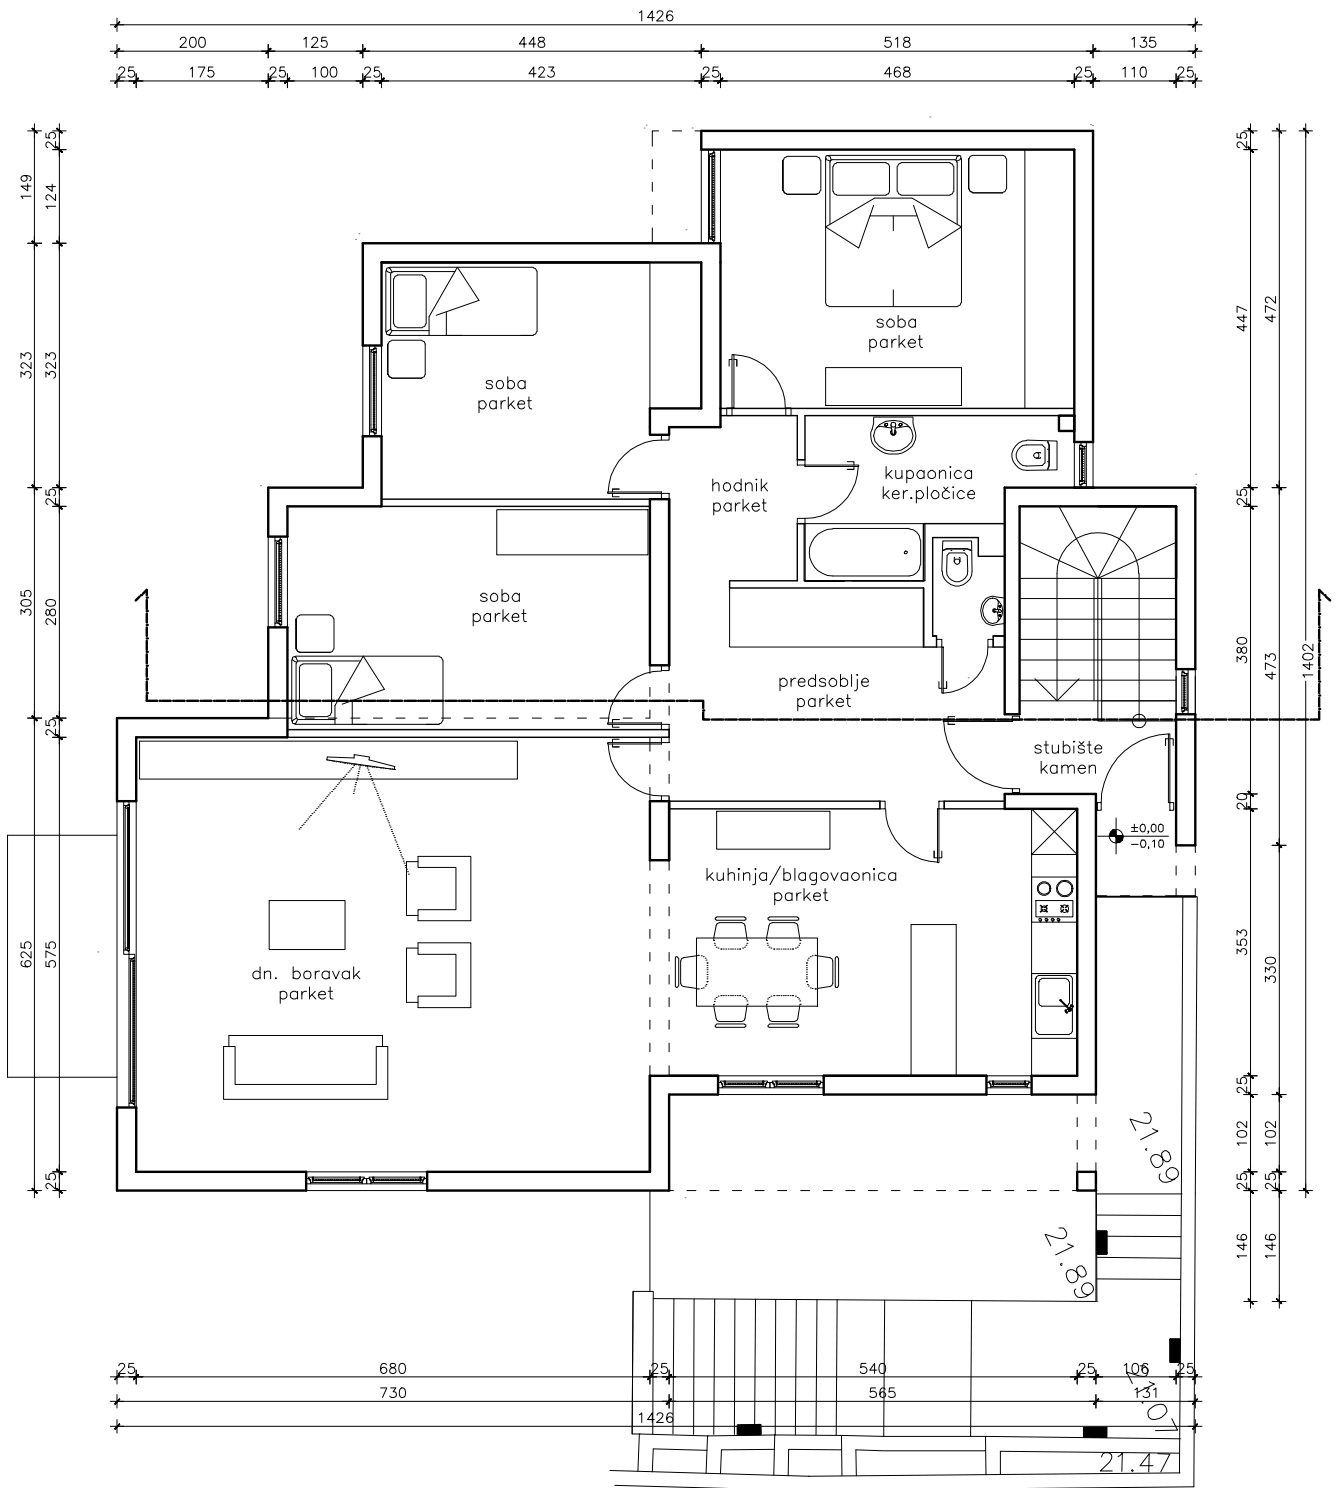 1426
200 125 448 518 135
25 175 25 100 25 423 25 468 25 110 25
25
149
124
25
447
472
323
323
soba
parket
soba
parket
hodnik
parket
kupaonica
ker.pločice
25
25
305
280
soba
parket
380
473
1402
predsoblje
parket
25
stubište
kamen
20
±0,00
-0,10
kuhinja/blagovaonica
parket
625
575
dn. boravak
parket
353
330
25
102
102
21.89
25
25
25
146
146
21.89
25 680 25 540 25 106 25
730 565 131
1426
21.07
21.47